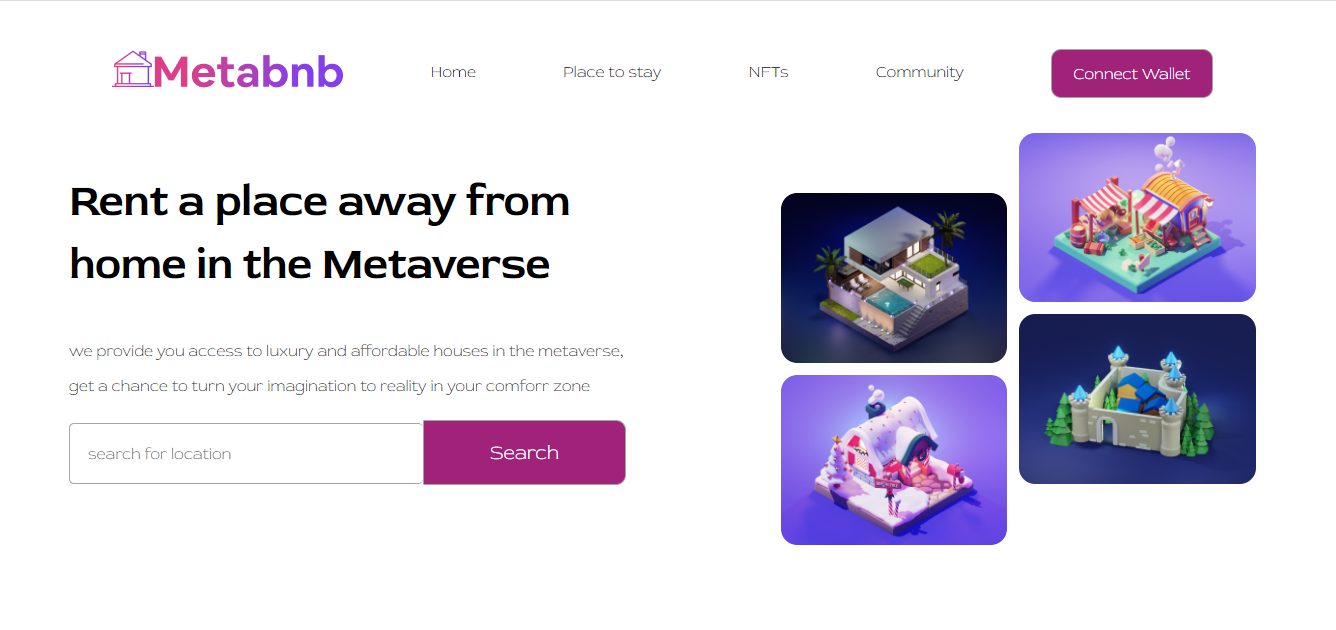 Metabnb
Home
Place to stay
NFTs
Community
Connect Wallet
Rent a place away from
home in the Metaverse
we provide you access to luxury and affordable houses in the metaverse,
get a chance to turn your imagination to reality in your comforr zone
search for location
Search